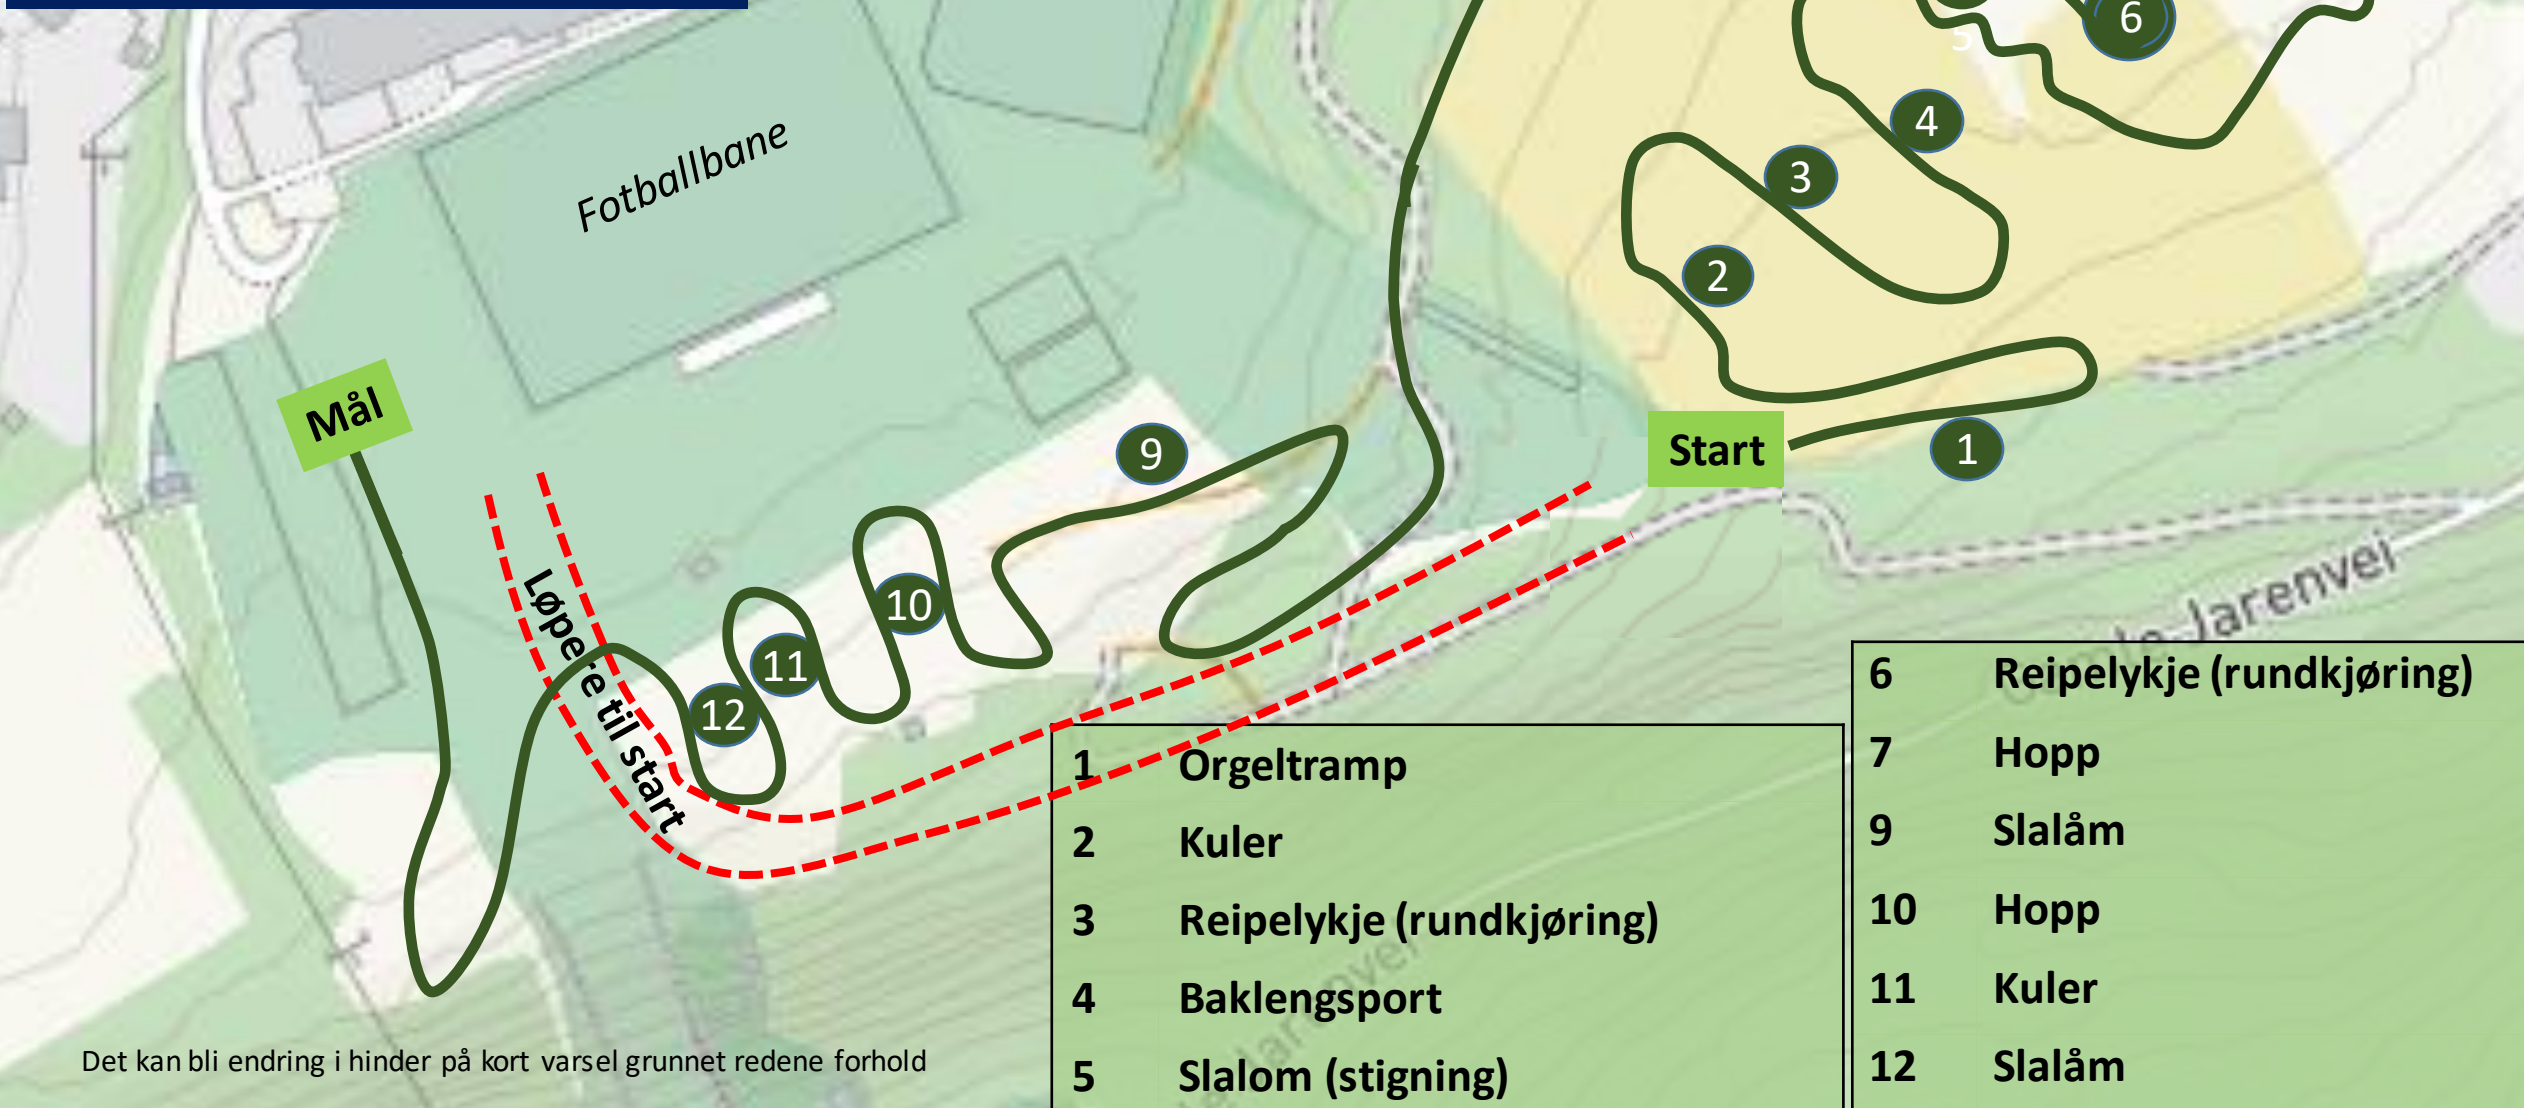 6
5
4
Fotballbane
3
2
Mål
Start
1
9
Løpere til start
10
11
12
Jarenvei
1 Orgeltramp
2 Kuler
3 Reipelykje (rundkjøring)
4 Baklengsport
5 Slalom (stigning)
6 Reipelykje (rundkjøring)
7 Hopp
9 Slalåm
10 Hopp
11 Kuler
12 Slalåm
Det kan bli endring i hinder på kort varsel grunnet redene forhold